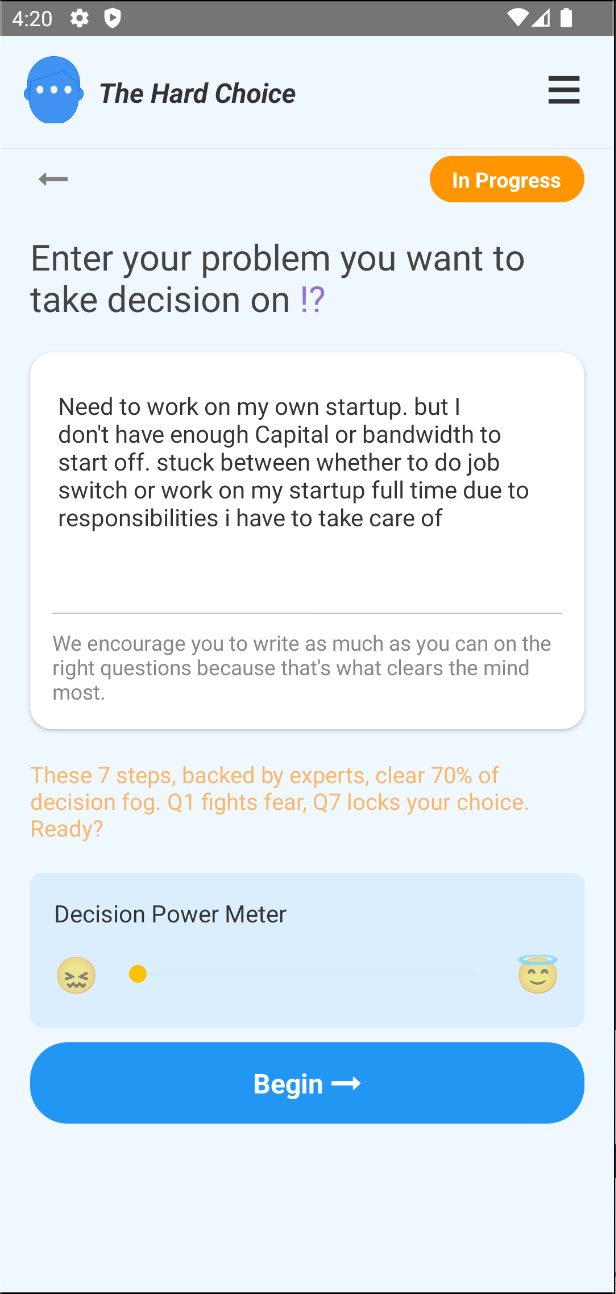 4:20
The Hard Choice
In Progress
Enter your problem you want to
take decision on !?
Need to work on my own startup. but I
don't have enough Capital or bandwidth to
start off. stuck between whether to do job
switch or work on my startup full time due to
responsibilities i have to take care of
We encourage you to write as much as you can on the
right questions because that's what clears the mind
most.
These 7 steps, backed by experts, clear 70% of
decision fog. Q1 fights fear, Q7 locks your choice.
Ready?
Decision Power Meter
Begin